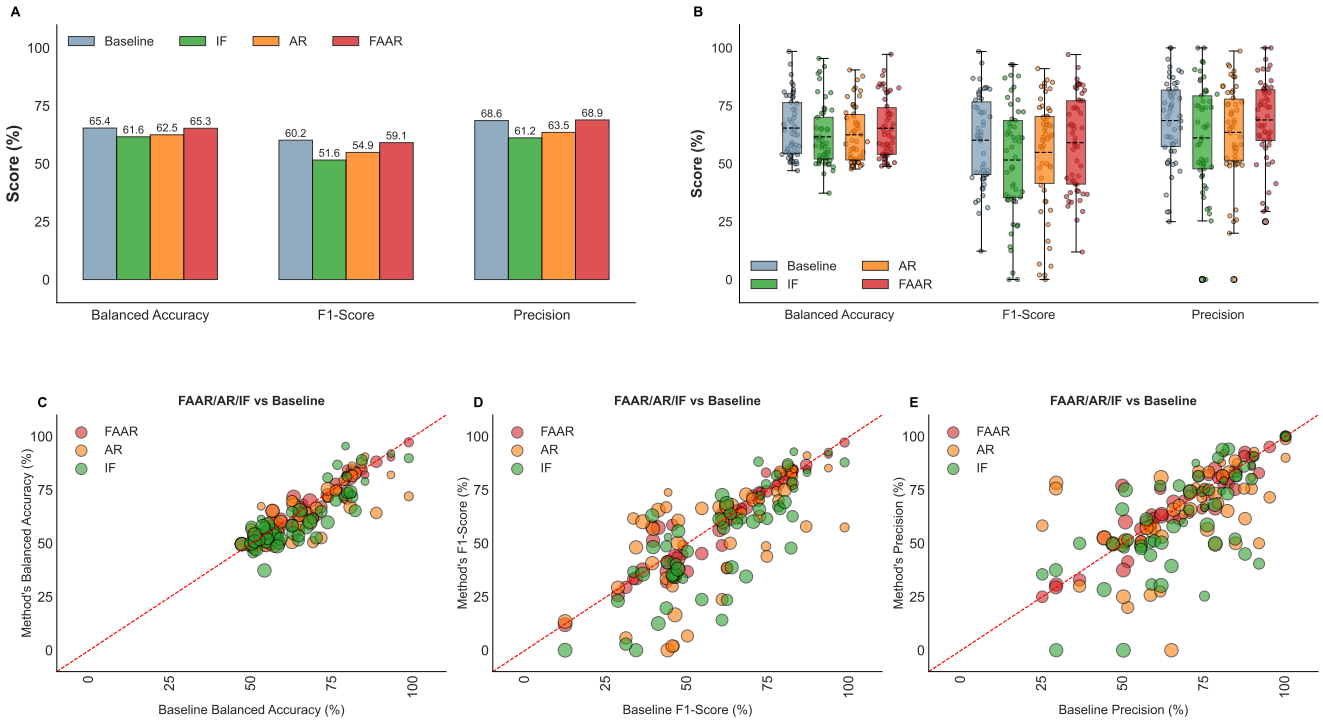 A
Baseline IF AR FAAR
Score (%)
100
75
50
25
0
65.4 61.6 62.5 65.3
60.2 51.6 54.9 59.1
68.6 61.2 63.5 68.9
Balanced Accuracy F1-Score Precision
B
Score (%)
100
75
50
25
0
Baseline AR
IF FAAR
Balanced Accuracy F1-Score Precision
C
FAAR/AR/IF vs Baseline
FAAR
AR
IF
Method's Balanced Accuracy (%)
100
75
50
25
0
0 25 50 75 100
Baseline Balanced Accuracy (%)
D
FAAR/AR/IF vs Baseline
FAAR
AR
IF
Method's F1-Score (%)
100
75
50
25
0
0 25 50 75 100
Baseline F1-Score (%)
E
FAAR/AR/IF vs Baseline
FAAR
AR
IF
Method's Precision (%)
100
75
50
25
0
0 25 50 75 100
Baseline Precision (%)